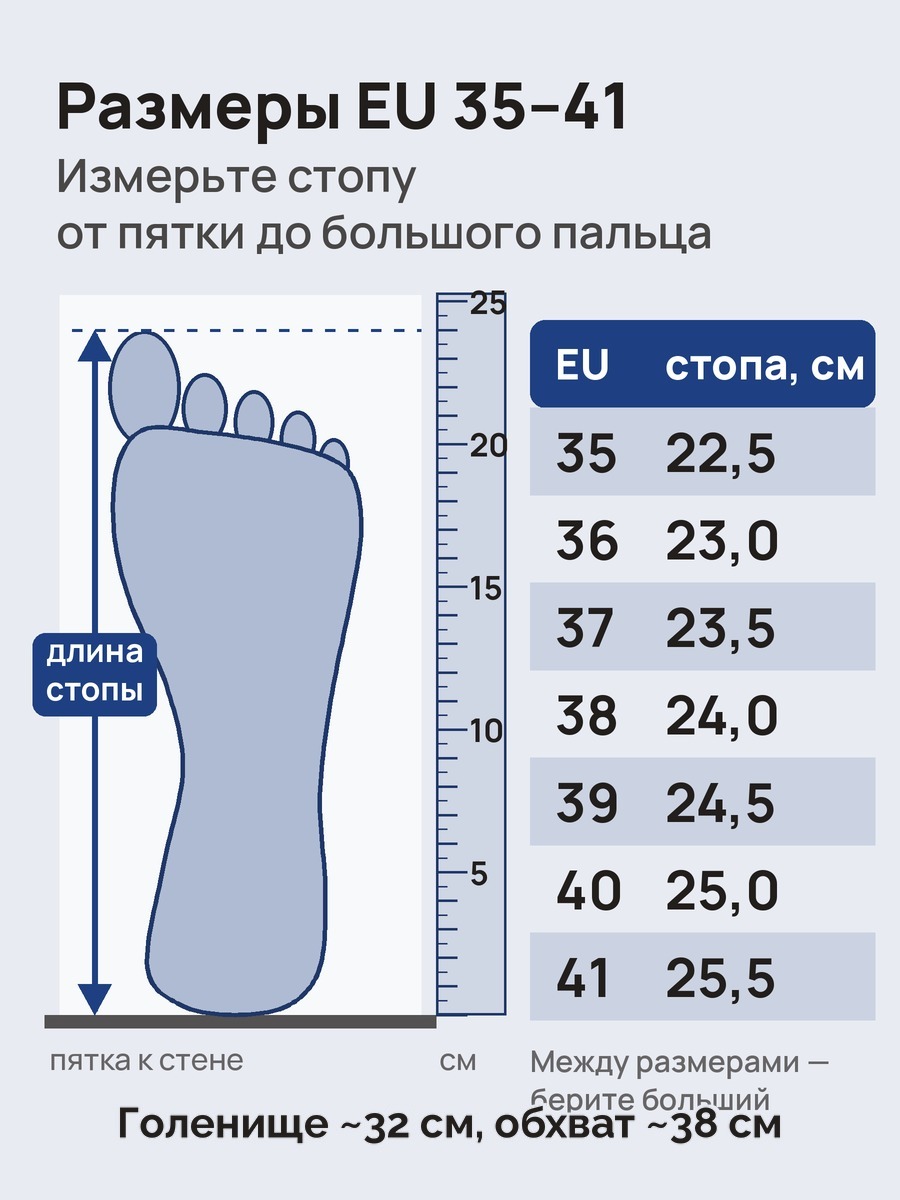 Размеры EU 35–41
Измерьте стопу
от пятки до большого пальца
25
20
15
10
5
длина
стопы
EU стопа, см
35 22,5
36 23,0
37 23,5
38 24,0
39 24,5
40 25,0
41 25,5
пятка к стене
см
Между размерами —
берите больший
Голенище ~32 см, обхват ~38 см